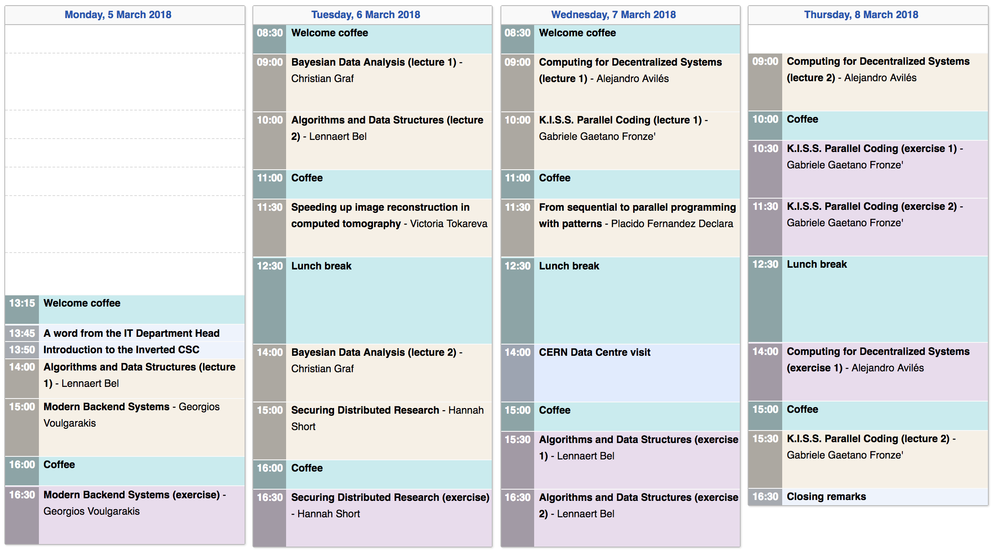 Monday, 5 March 2018
13:15 Welcome coffee
13:45 A word from the IT Department Head
13:50 Introduction to the Inverted CSC
14:00 Algorithms and Data Structures (lecture
1) - Lennaert Bel
15:00 Modern Backend Systems - Georgios
Voulgarakis
16:00 Coffee
16:30 Modern Backend Systems (exercise) -
Georgios Voulgarakis
Tuesday, 6 March 2018
08:30 Welcome coffee
09:00 Bayesian Data Analysis (lecture 1) -
Christian Graf
10:00 Algorithms and Data Structures (lecture
2) - Lennaert Bel
11:00 Coffee
11:30 Speeding up image reconstruction in
computed tomography - Victoria Tokareva
12:30 Lunch break
14:00 Bayesian Data Analysis (lecture 2) -
Christian Graf
15:00 Securing Distributed Research - Hannah
Short
16:00 Coffee
16:30 Securing Distributed Research (exercise)
- Hannah Short
Wednesday, 7 March 2018
08:30 Welcome coffee
09:00 Computing for Decentralized Systems
(lecture 1) - Alejandro Avilés
10:00 K.I.S.S. Parallel Coding (lecture 1) -
Gabriele Gaetano Fronze'
11:00 Coffee
11:30 From sequential to parallel programming
with patterns - Placido Fernandez Declara
12:30 Lunch break
14:00 CERN Data Centre visit
15:00 Coffee
15:30 Algorithms and Data Structures (exercise
1) - Lennaert Bel
16:30 Algorithms and Data Structures (exercise
2) - Lennaert Bel
Thursday, 8 March 2018
09:00 Computing for Decentralized Systems
(lecture 2) - Alejandro Avilés
10:00 Coffee
10:30 K.I.S.S. Parallel Coding (exercise 1) -
Gabriele Gaetano Fronze'
11:30 K.I.S.S. Parallel Coding (exercise 2) -
Gabriele Gaetano Fronze'
12:30 Lunch break
14:00 Computing for Decentralized Systems
(exercise 1) - Alejandro Avilés
15:00 Coffee
15:30 K.I.S.S. Parallel Coding (lecture 2) -
Gabriele Gaetano Fronze'
16:30 Closing remarks